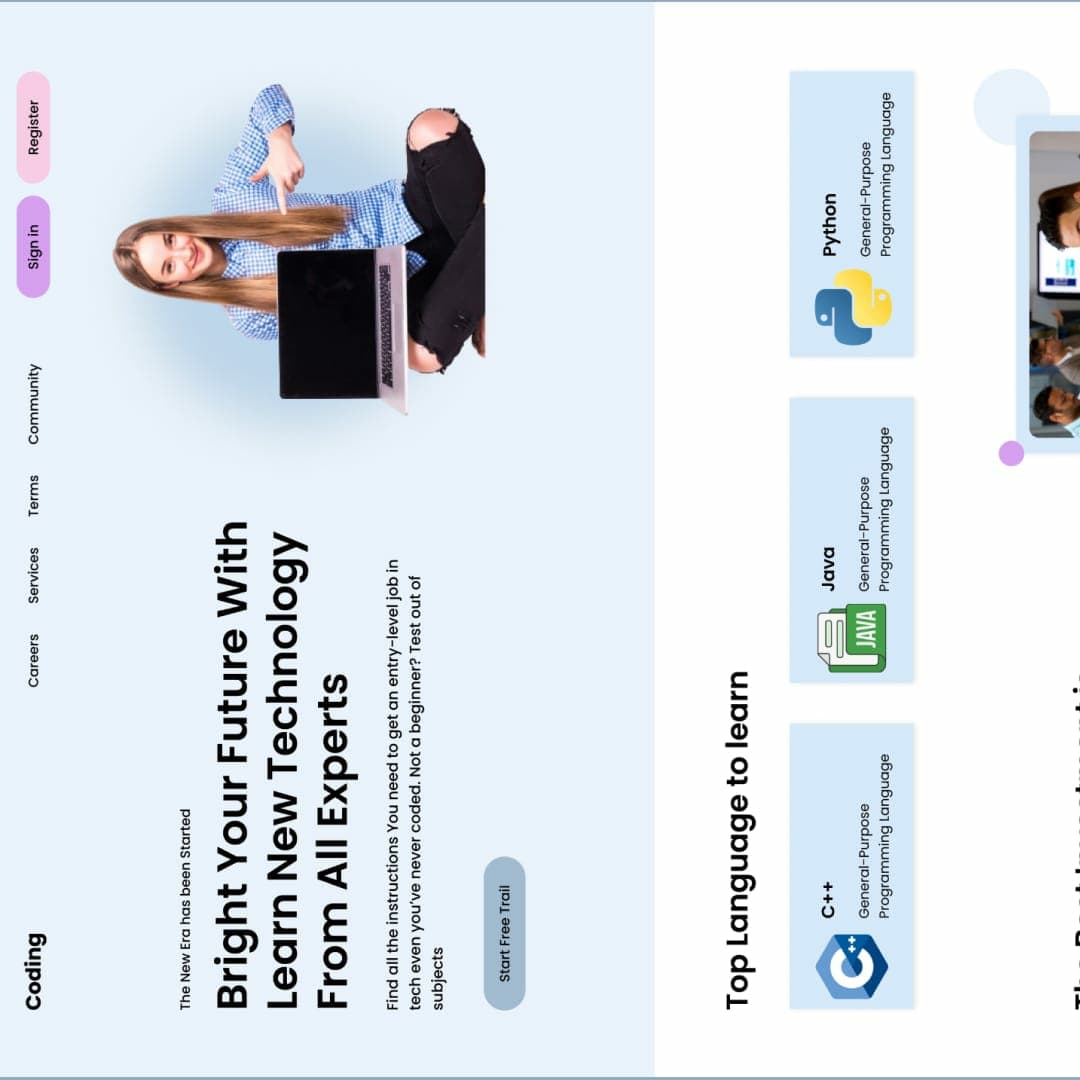 Coding
Careers
Services
Terms
Community
Sign in
Register
The New Era has been Started
Bright Your Future With
Learn New Technology
From All Experts
Find all the instructions You need to get an entry-level job in
tech even you’ve never coded. Not a beginner? Test out of
subjects
Start Free Trail
Top Language to learn
C++
General-Purpose
Programming Language
C++
Java
General-Purpose
Programming Language
JAVA
Python
General-Purpose
Programming Language